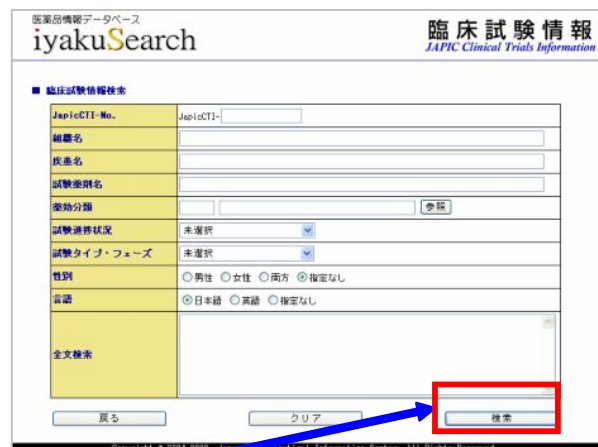 医薬品情報データベース
iyakuSearch
臨床試験情報
JAPIC Clinical Trials Information
■ 臨床試験情報検索
JapicCTI-No. JapicCTI-
組織名
疾患名
試験薬剤名
薬効分類 参照
試験進捗状況 未選択
試験タイプ・フェーズ 未選択
性別 男性 女性 両方 指定なし
言語 日本語 英語 指定なし
全文検索
戻る クリア 検索